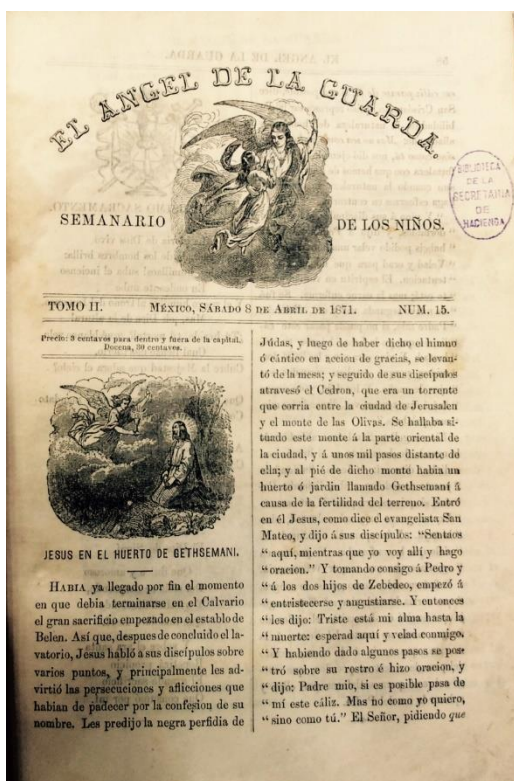 EL ANGEL DE LA GUARDA.
SEMANARIO
DE LOS NIÑOS.
BIBLIOTECA
DE LA
SECRETARIA
DE
HACIENDA
TOMO II.
MÉXICO, SÁBADO 8 DE ABRIL DE 1871.
NUM. 15.
Precio: 3 centavos para dentro y fuera de la capital.
Docena, 30 centavos.
JESUS EN EL HUERTO DE GETHSEMANI.
HABIA ya llegado por fin el momento
en que debia terminarse en el Calvario
el gran sacrificio empezado en el establo de
Belen. Así que, despues de concluido el la-
vatorio, Jesus habló a sus discípulos sobre
varios puntos, y principalmente les ad-
virtió las persecuciones y aflicciones que
habian de padecer por la confesion de su
nombre. Les predijo la negra perfidia de
Júdas, y luego de haber dicho el himno
ó cántico en accion de gracias, se levan-
tó de la mesa; y seguido de sus discípulos
atravesó el Cedron, que era un torrente
que corria entre la ciudad de Jerusalen
y el monte de las Olivas. Se hallaba si-
tuado este monte á la parte oriental de
la ciudad, y á unos mil pasos distante de
ella; y al pié de dicho monte habia un
huerto ó jardin llamado Gethsemaní á
causa de la fertilidad del terreno. Entró
en él Jesus, como dice el evangelista San
Mateo, y dijo á sus discípulos: "Sentaos
"aquí, mientras que yo voy allí y hago
"oracion." Y tomando consigo á Pedro y
"á los dos hijos de Zebedeo, empezó á
"entristecerse y angustiarse. Y entonces
"les dijo: Triste está mi alma hasta la
"muerte: esperad aquí y velad conmigo.
"Y habiendo dado algunos pasos se pos-
"tró sobre su rostro é hizo oracion, y
"dijo: Padre mio, si es posible pasa de
"mí este cáliz. Mas no como yo quiero,
"sino como tú." El Señor, pidiendo que